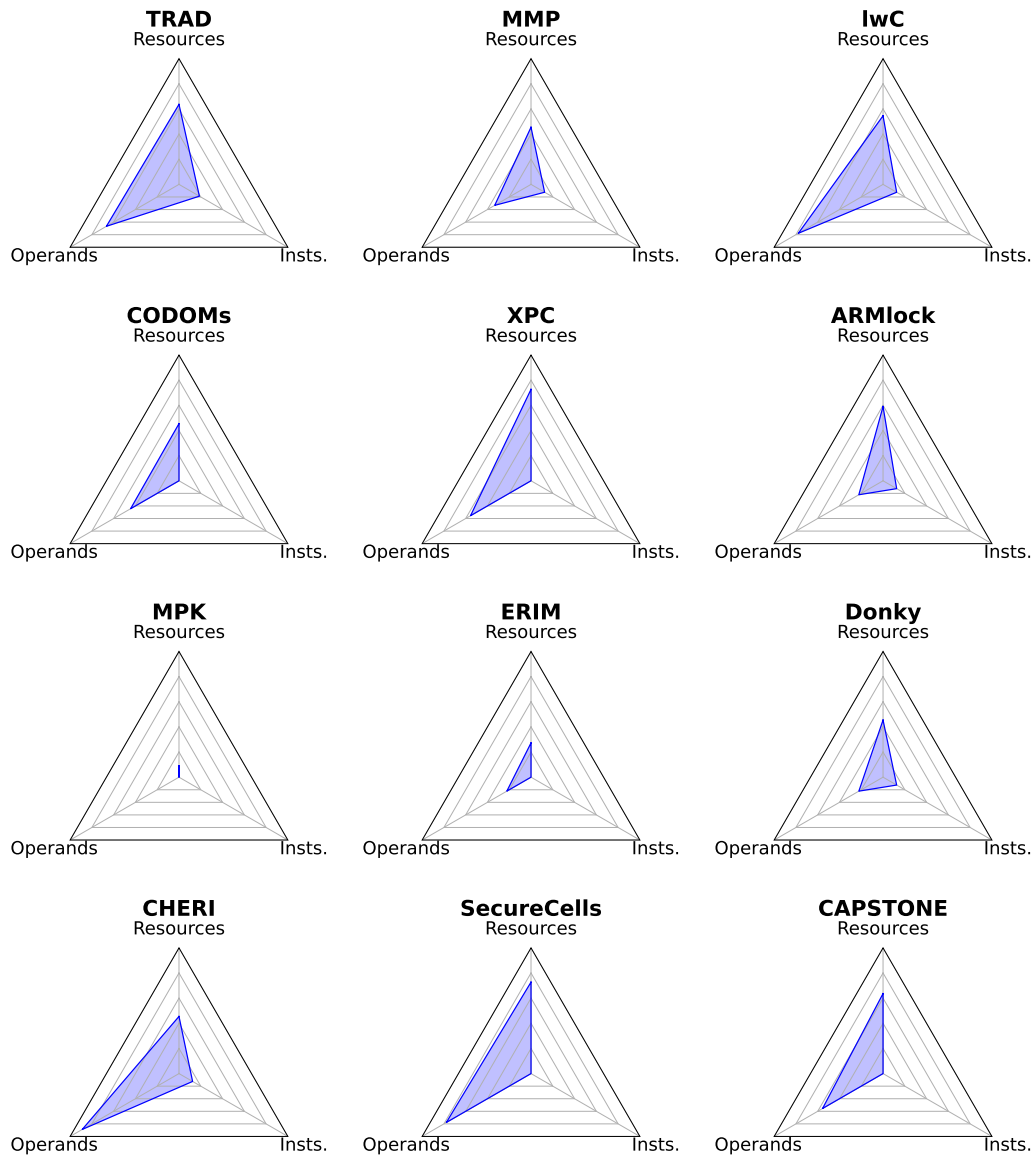 TRAD
Resources
Operands
Insts.
MMP
Resources
Operands
Insts.
lwC
Resources
Operands
Insts.
CODOMs
Resources
Operands
Insts.
XPC
Resources
Operands
Insts.
ARMlock
Resources
Operands
Insts.
MPK
Resources
Operands
Insts.
ERIM
Resources
Operands
Insts.
Donky
Resources
Operands
Insts.
CHERI
Resources
Operands
Insts.
SecureCells
Resources
Operands
Insts.
CAPSTONE
Resources
Operands
Insts.